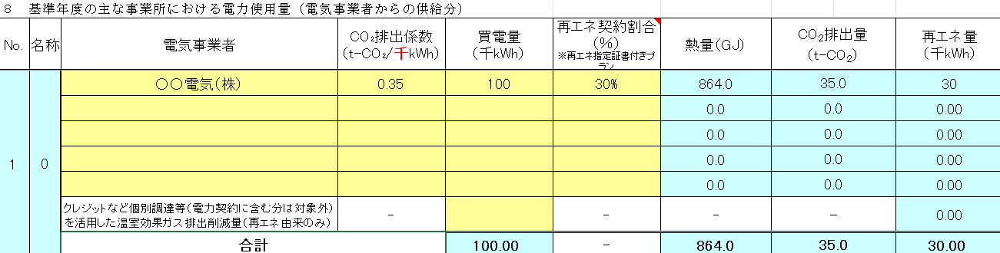 8 基準年度の主な事業所における電力使用量（電気事業者からの供給分）
No. 名称 電気事業者 CO₂排出係数 (t-CO₂/千kWh) 買電量 (千kWh) 再エネ契約割合 (%) ※再エネ指定証書付きプラン 熱量(GJ) CO₂排出量 (t-CO₂) 再エネ量 (千kWh)
1 0
〇〇電気(株) 0.35 100 30% 864.0 35.0 30
0.0 0.0 0.00
0.0 0.0 0.00
0.0 0.0 0.00
0.0 0.0 0.00
クレジットなど個別調達等(電力契約に含む分は対象外)
を活用した温室効果ガス排出削減量(再エネ由来のみ) - - - - 0.00
合計 100.00 - 864.0 35.0 30.00